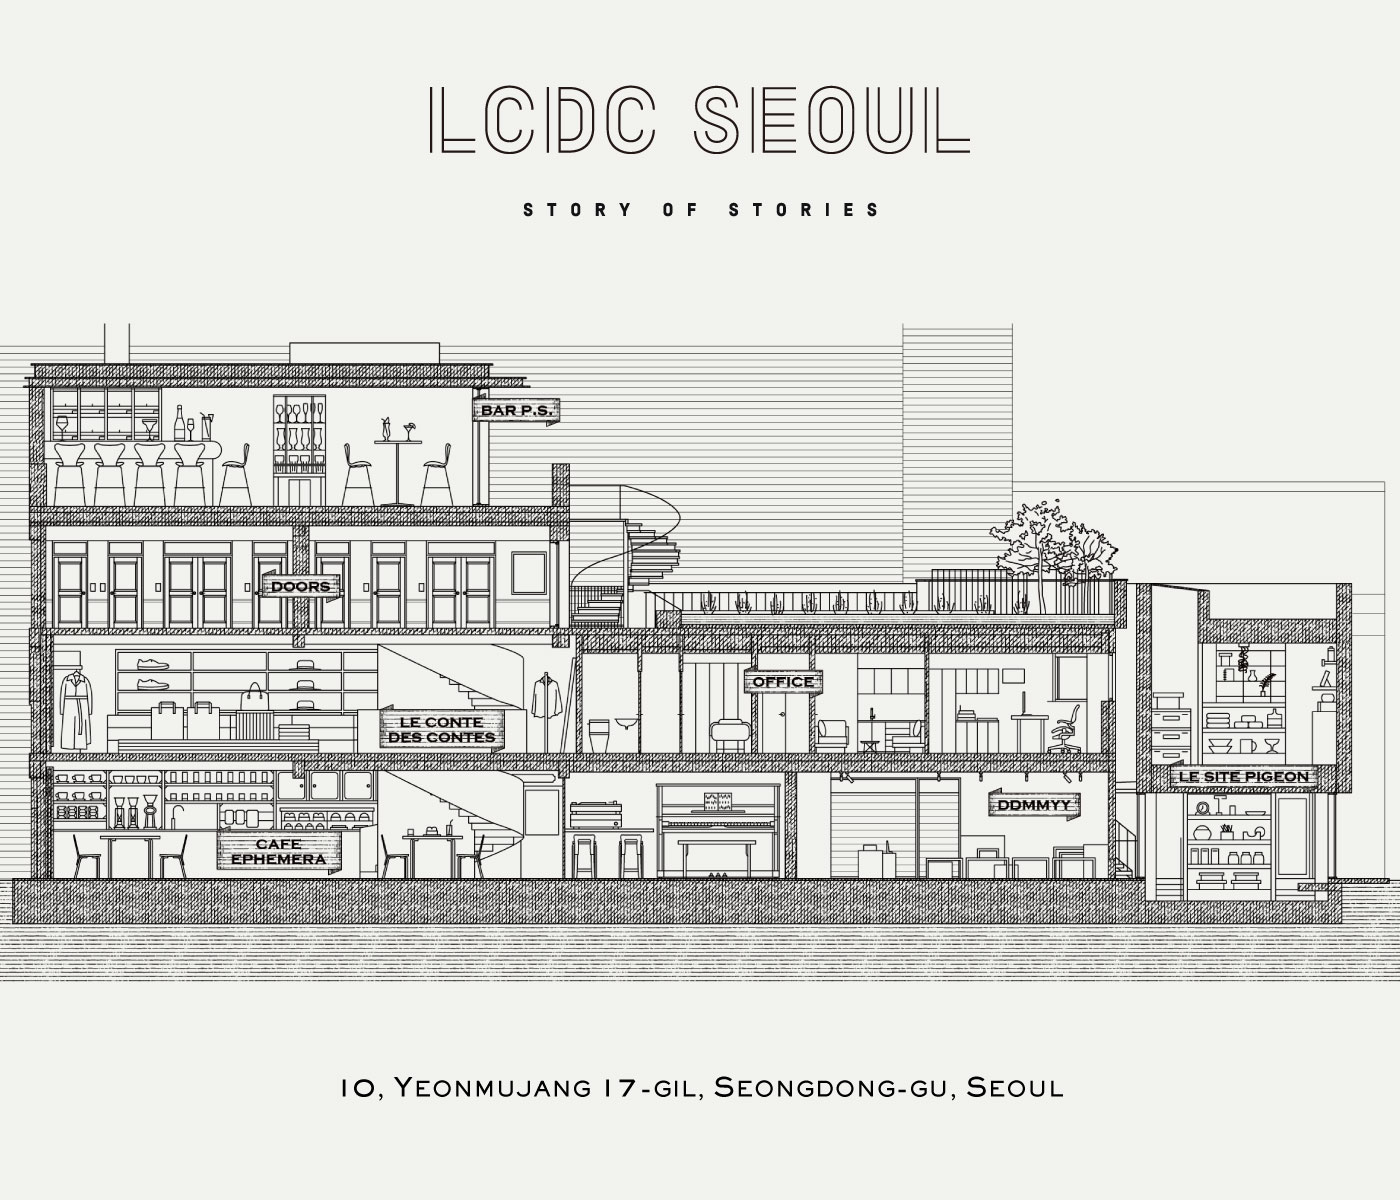 LCDC SEOUL
STORY OF STORIES
BAR P.S.
DOORS
OFFICE
LE CONTE
DES CONTES
LE SITE PIGEON
DDMMYY
CAFE
EPHEMERA
10, YEONMUJANG 17-GIL, SEONGDONG-GU, SEOUL